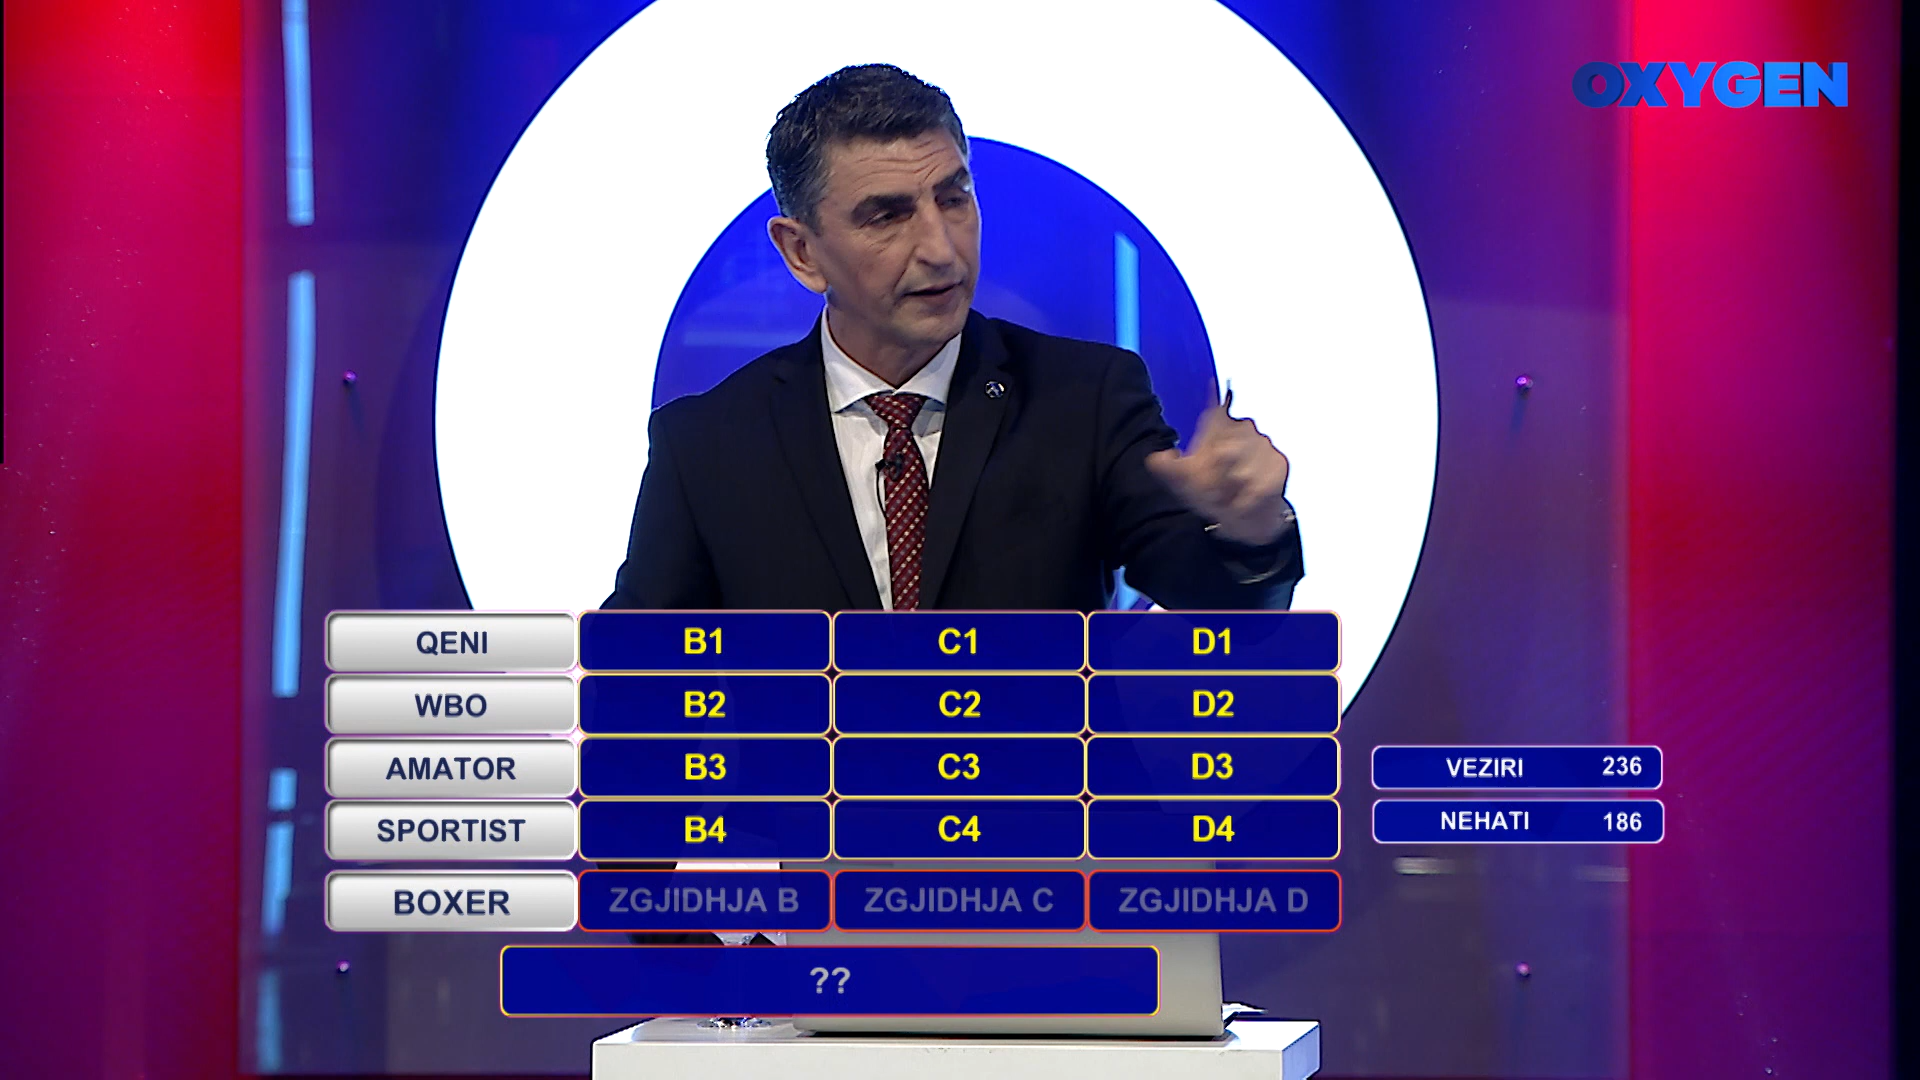 OXYGEN
QENI B1 C1 D1
WBO B2 C2 D2
AMATOR B3 C3 D3
SPORTIST B4 C4 D4
BOXER ZGJIDHJA B ZGJIDHJA C ZGJIDHJA D
??
VEZIRI 236
NEHATI 186